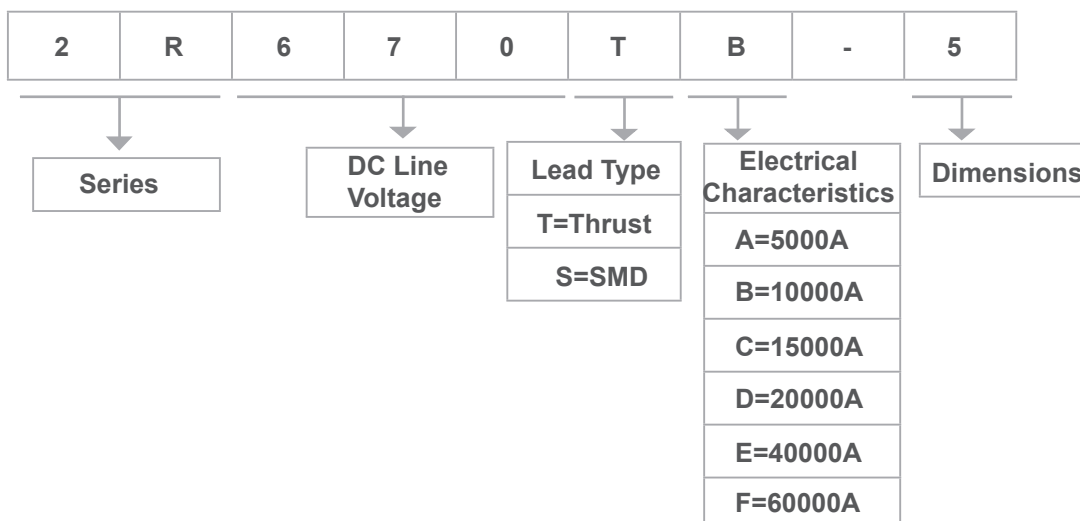 2 R 6 7 0 T B - 5
Series
DC Line
Voltage
Lead Type
T=Thrust
S=SMD
Electrical
Characteristics
A=5000A
B=10000A
C=15000A
D=20000A
E=40000A
F=60000A
Dimensions